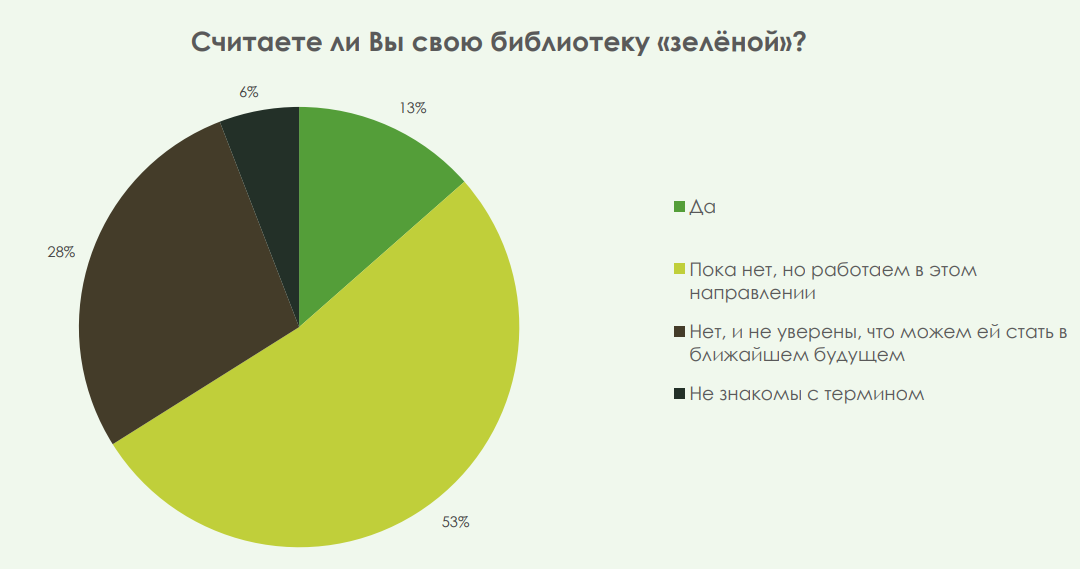 Считаете ли Вы свою библиотеку «зелёной»?
6%
13%
28%
53%
Да
Пока нет, но работаем в этом
направлении
Нет, и не уверены, что можем ей стать в
ближайшем будущем
Не знакомы с термином